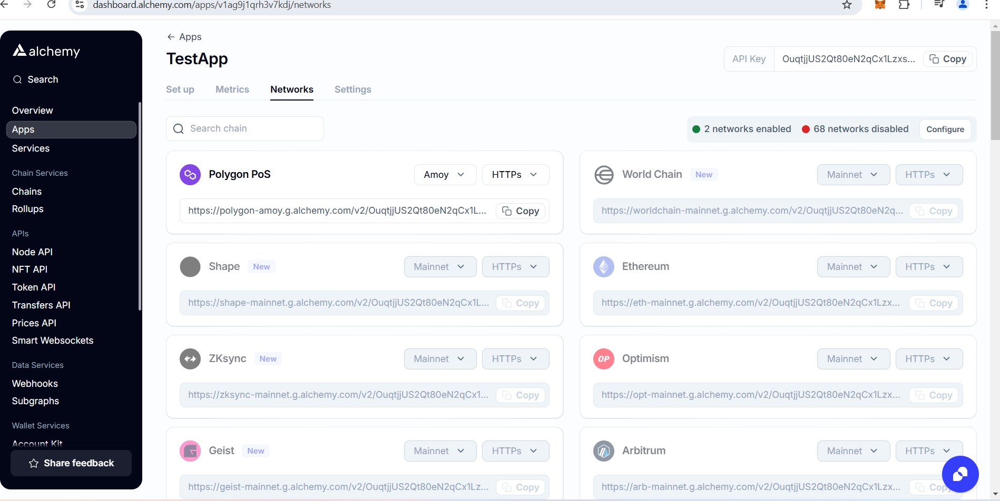 dashboard.alchemy.com/apps/v1ag9j1qrh3v7kdj/networks
alchemy
Search
Overview
Apps
Services
Chain Services
Chains
Rollups
APIs
Node API
NFT API
Token API
Transfers API
Prices API
Smart Websockets
Data Services
Webhooks
Subgraphs
Wallet Services
Account Kit
Share feedback
← Apps
TestApp
API Key OuqtjjUS2Qt80eN2qCx1Lzxs... Copy
Set up Metrics Networks Settings
Search chain
2 networks enabled 68 networks disabled Configure
Polygon PoS Amoy HTTPs
https://polygon-amoy.g.alchemy.com/v2/OuqtjjUS2Qt80eN2qCx1L... Copy
World Chain New Mainnet HTTPs
https://worldchain-mainnet.g.alchemy.com/v2/OuqtjjUS2Qt80eN2q... Copy
Shape New Mainnet HTTPs
https://shape-mainnet.g.alchemy.com/v2/OuqtjjUS2Qt80eN2qCx1L... Copy
Ethereum Mainnet HTTPs
https://eth-mainnet.g.alchemy.com/v2/OuqtjjUS2Qt80eN2qCx1Lzx... Copy
ZKsync New Mainnet HTTPs
https://zksync-mainnet.g.alchemy.com/v2/OuqtjjUS2Qt80eN2qCx1... Copy
OP Optimism Mainnet HTTPs
https://opt-mainnet.g.alchemy.com/v2/OuqtjjUS2Qt80eN2qCx1Lzx... Copy
Geist New Mainnet HTTPs
https://geist-mainnet.g.alchemy.com/v2/OuqtjjUS2Qt80eN2qCx1Lz... Copy
Arbitrum Mainnet HTTPs
https://arb-mainnet.g.alchemy.com/v2/OuqtjjUS2Qt80eN2qCx1Lzx... Copy